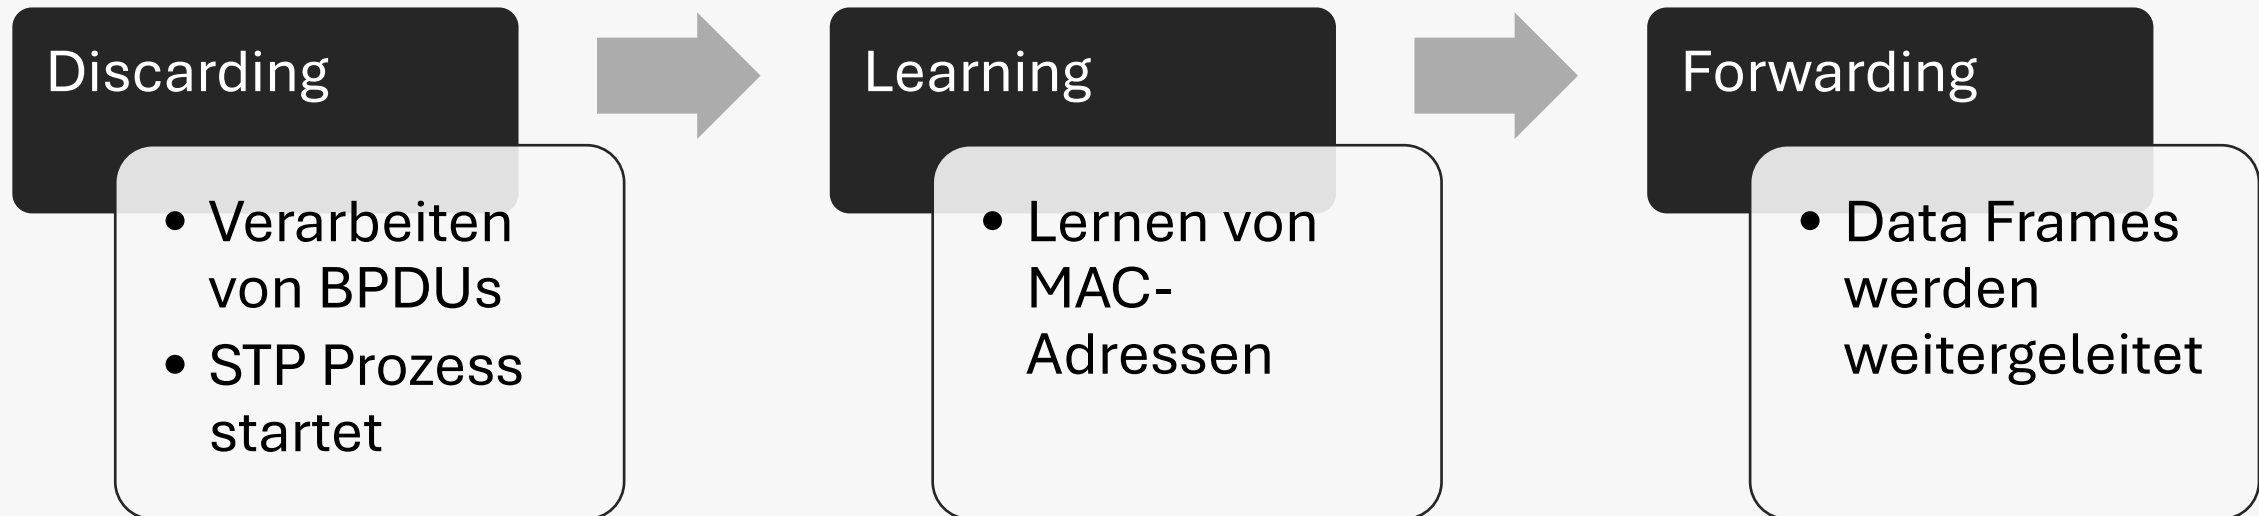 Discarding
• Verarbeiten
von BPDUs
• STP Prozess
startet
Learning
• Lernen von
MAC-
Adressen
Forwarding
• Data Frames
werden
weitergeleitet